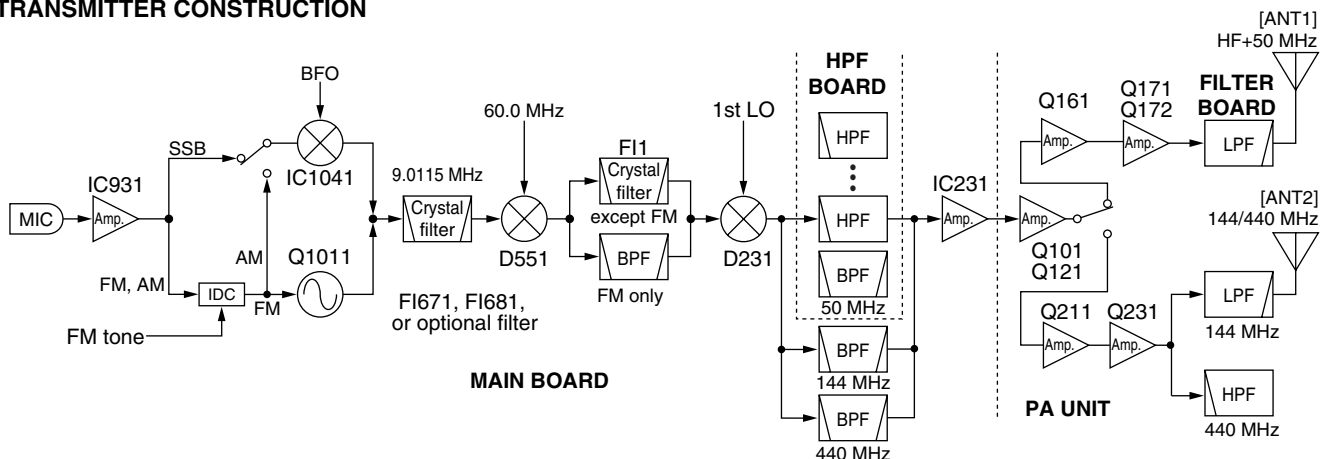 TRANSMITTER CONSTRUCTION
BFO
SSB
IC1041
MIC
IC931
Amp.
AM
Q1011
FM, AM
IDC
FM
FM tone
9.0115 MHz
Crystal
filter
FI671, FI681,
or optional filter
60.0 MHz
D551
FI1
Crystal
filter
except FM
BPF
FM only
MAIN BOARD
1st LO
D231
HPF
BOARD
HPF
HPF
BPF
50 MHz
BPF
144 MHz
BPF
440 MHz
IC231
Amp.
Amp.
Q101
Q121
Q161
Amp.
Q171
Q172
Amp.
FILTER
BOARD
LPF
[ANT1]
HF+50 MHz
[ANT2]
144/440 MHz
Q211
Amp.
Q231
Amp.
LPF
144 MHz
HPF
440 MHz
PA UNIT